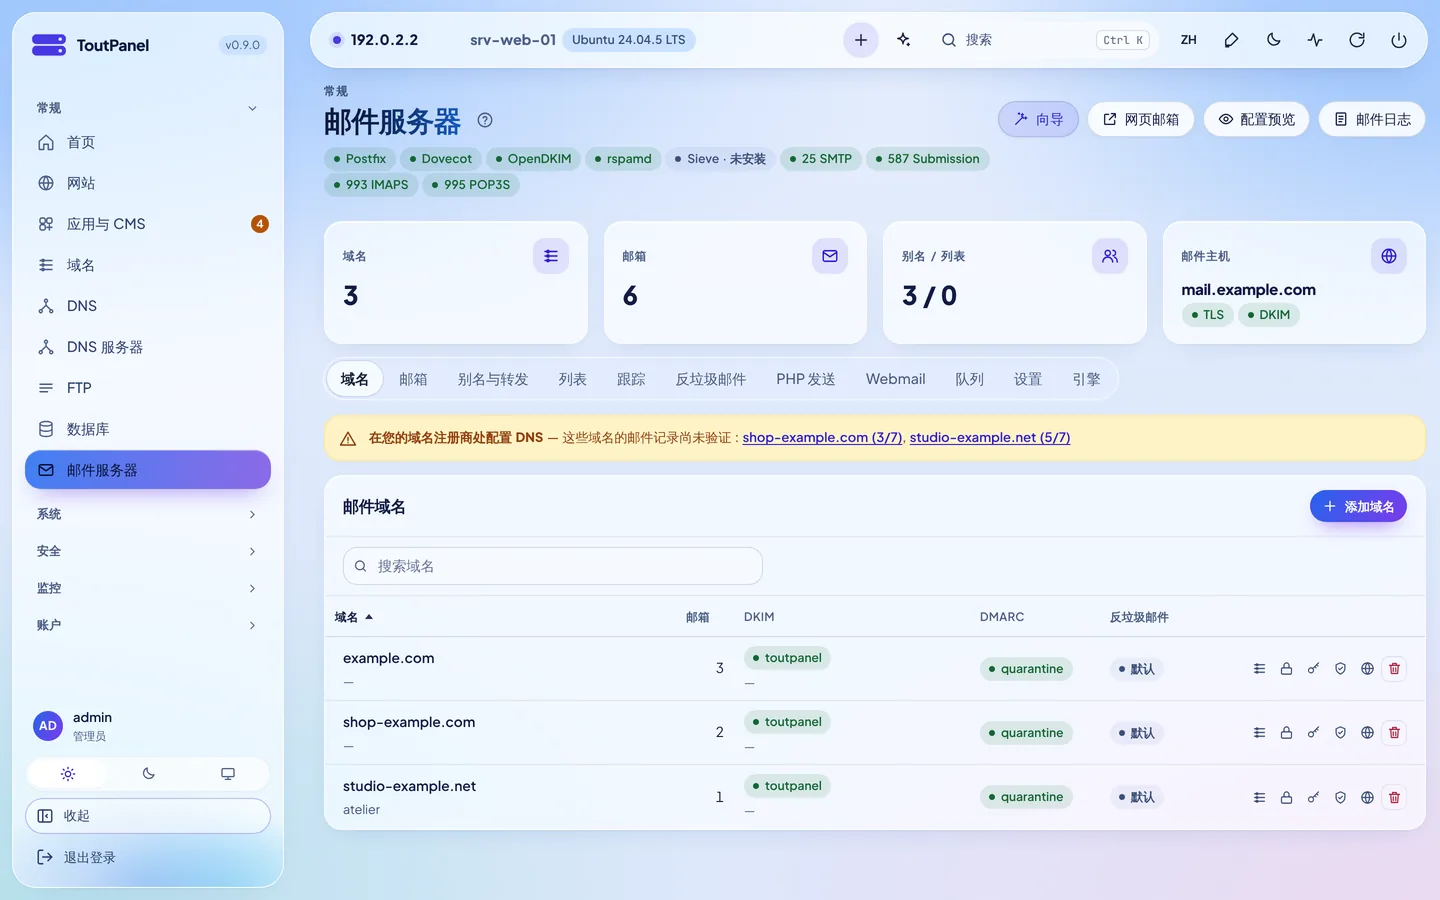 ToutPanel
v0.9.0
常规
首页
网站
应用与 CMS
4
域名
DNS
DNS 服务器
FTP
数据库
邮件服务器
系统
安全
监控
账户
AD
admin
管理员
收起
退出登录
192.0.2.2
srv-web-01
Ubuntu 24.04.5 LTS
搜索
Ctrl K
ZH
常规
邮件服务器
向导
网页邮箱
配置预览
邮件日志
Postfix
Dovecot
OpenDKIM
rspamd
Sieve · 未安装
25 SMTP
587 Submission
993 IMAPS
995 POP3S
域名
3
邮箱
6
别名 / 列表
3 / 0
邮件主机
mail.example.com
TLS
DKIM
域名
邮箱
别名与转发
列表
跟踪
反垃圾邮件
PHP 发送
Webmail
队列
设置
引擎
在您的域名注册商处配置 DNS — 这些域名的邮件记录尚未验证 : shop-example.com (3/7), studio-example.net (5/7)
邮件域名
添加域名
搜索域名
域名
邮箱
DKIM
DMARC
反垃圾邮件
example.com
—
3
toutpanel
—
quarantine
默认
shop-example.com
—
2
toutpanel
—
quarantine
默认
studio-example.net
atelier
1
toutpanel
—
quarantine
默认